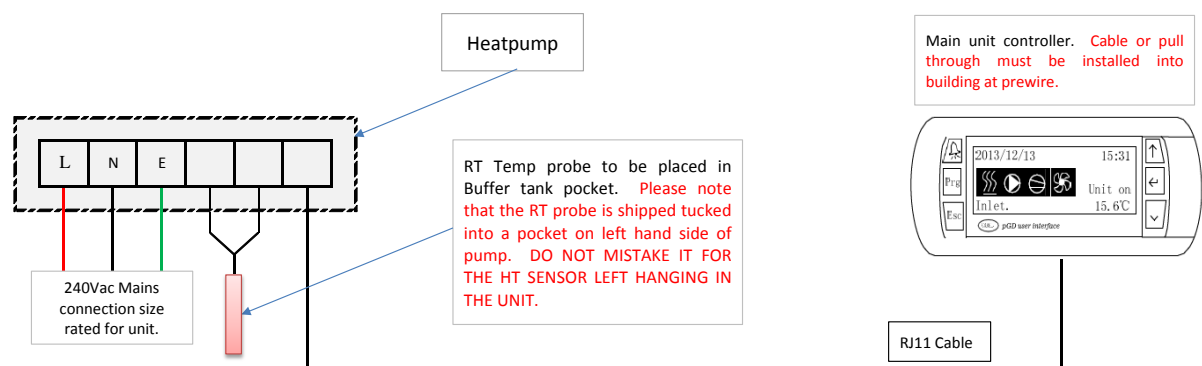 Heatpump
Main unit controller. Cable or pull
through must be installed into
building at prewire.
L N E
RT Temp probe to be placed in
Buffer tank pocket. Please note
that the RT probe is shipped tucked
into a pocket on left hand side of
pump. DO NOT MISTAKE IT FOR
THE HT SENSOR LEFT HANGING IN
THE UNIT.
2013/12/13 15:31
Prg
Unit on
Esc
Inlet. 15.6℃
pGD user interface
240Vac Mains
connection size
rated for unit.
RJ11 Cable